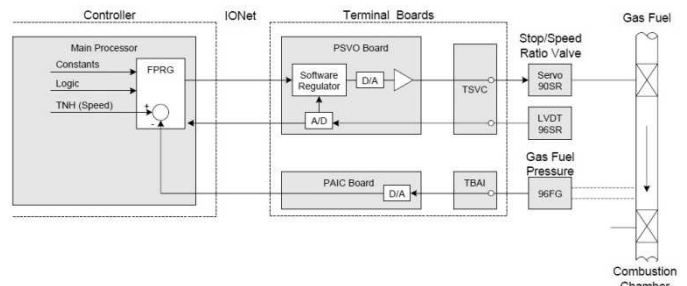 Controller
IONet
Terminal Boards
Gas Fuel
Main Processor
Constants
Logic
TNH (Speed)
FPRG
+
-
PSVO Board
Software
Regulator
D/A
A/D
TSVC
Stop/Speed
Ratio Valve
Servo
90SR
LVDT
96SR
Gas Fuel
Pressure
PAIC Board
D/A
TBAI
96FG
Combustion
Chamber